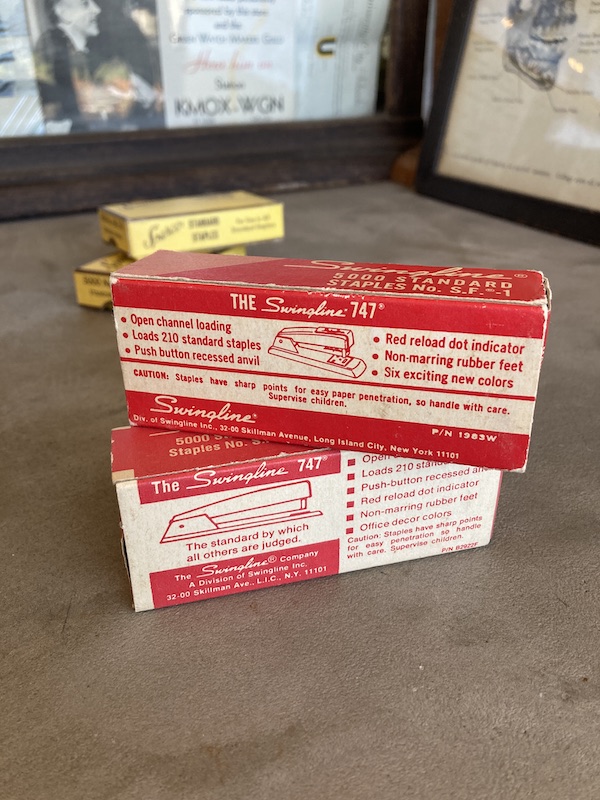 and the
KMOX-WGN
STANDARD
STAPLES
Swingline®
5000 STANDARD
STAPLES No. S.F.-1
THE Swingline 747®
• Open channel loading
• Loads 210 standard staples
• Push button recessed anvil
• Red reload dot indicator
• Non-marring rubber feet
• Six exciting new colors
CAUTION: Staples have sharp points for easy paper penetration, so handle with care.
Supervise children.
Swingline®
Div. of Swingline Inc., 32-00 Skillman Avenue, Long Island City, New York 11101
P/N 1983W
5000
Staples No.
The Swingline 747®
The standard by which
all others are judged.
The Swingline® Company
A Division of Swingline Inc.
32-00 Skillman Ave., L.I.C., N.Y. 11101
Open
Loads 210
Push-button recessed
Red reload dot indicator
Non-marring rubber feet
Office decor colors
Caution: Staples have sharp points
for easy penetration so handle
with care. Supervise children.